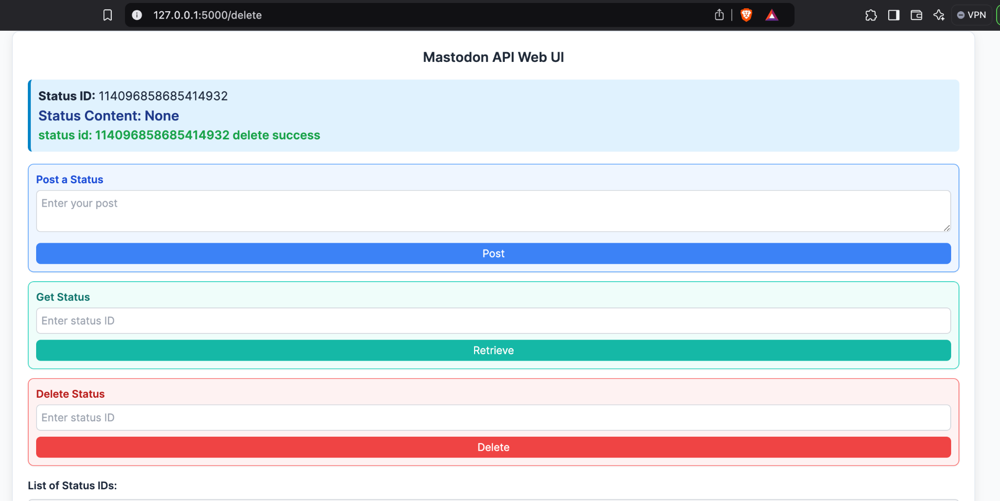 127.0.0.1:5000/delete
VPN
Mastodon API Web UI
Status ID: 114096858685414932
Status Content: None
status id: 114096858685414932 delete success
Post a Status
Enter your post
Post
Get Status
Enter status ID
Retrieve
Delete Status
Enter status ID
Delete
List of Status IDs: